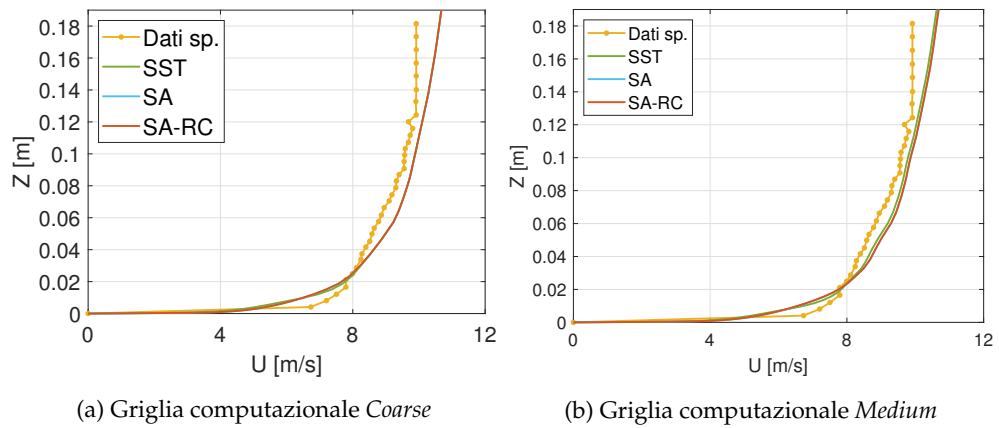 0.18
0.16
0.14
0.12
0.1
0.08
0.06
0.04
0.02
0
Z [m]
Dati sp.
SST
SA
SA-RC
0 4 8 12
U [m/s]
(a) Griglia computazionale Coarse
0.18
0.16
0.14
0.12
0.1
0.08
0.06
0.04
0.02
0
Z [m]
Dati sp.
SST
SA
SA-RC
0 4 8 12
U [m/s]
(b) Griglia computazionale Medium